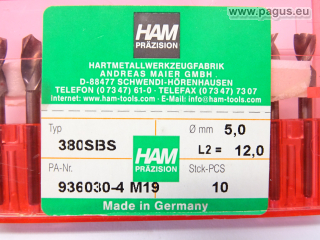 © www.pagus.eu
HAM
PRÄZISION
HARTMETALLWERKZEUGFABRIK
ANDREAS MAIER GMBH
D-88477 SCHWENDI-HÖRENHAUSEN
TELEFON (07347) 61-0 · TELEFAX (07347) 7307
Internet: www.ham-tools.com · E-Mail: info@ham-tools.com
Typ
Ø mm 5,0
380SBS
HAM
PRÄZISION
L2 = 12,0
PA-Nr.
Stck-PCS
936030-4 M19
10
Made in Germany